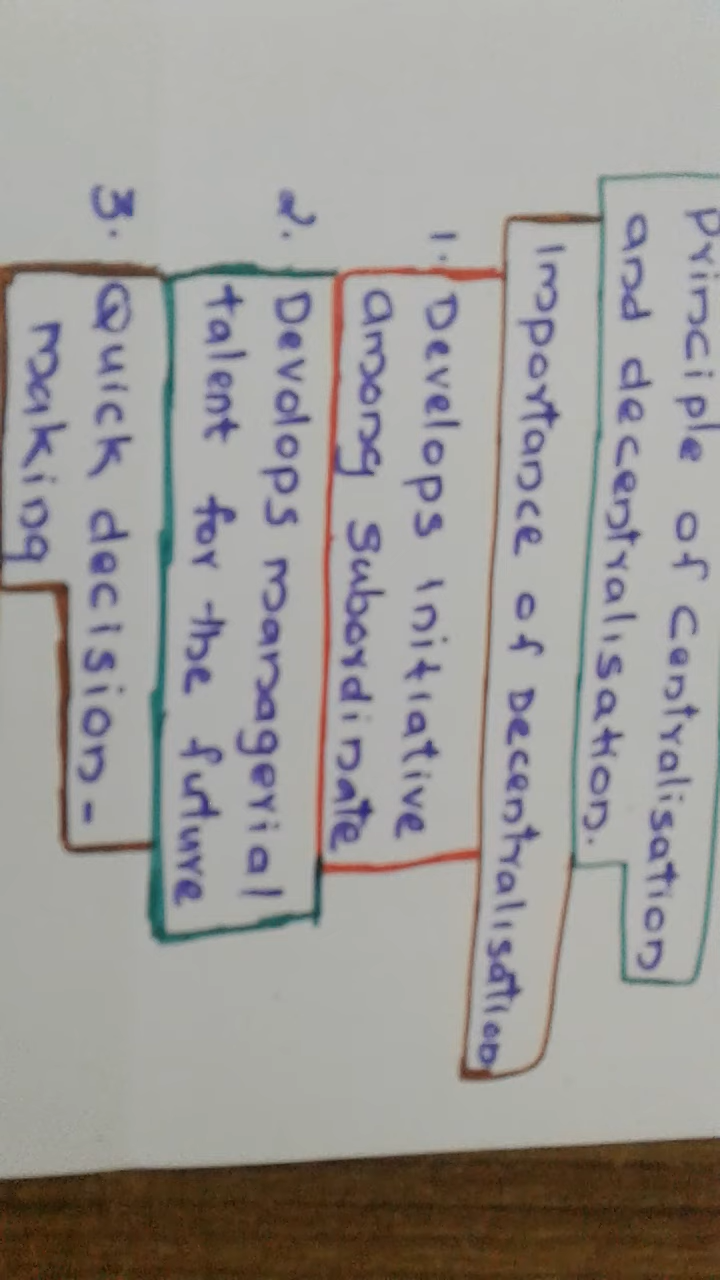 Principle of Centralisation
and decentralisation.
Importance of Decentralisation
1. Develops Initiative
among Subordinate
2. Devolops managerial
talent for the future
3. Quick decision-
making